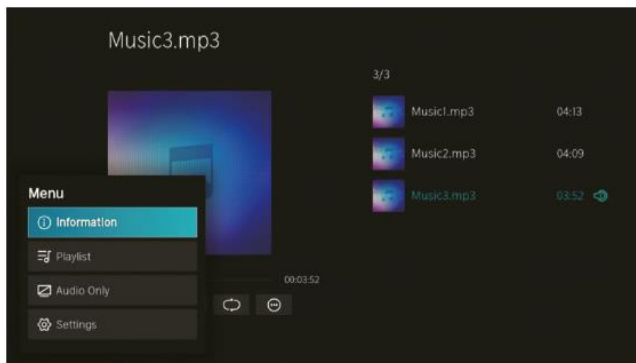 Music3.mp3
3/3
Music1.mp3 04:13
Music2.mp3 04:09
Music3.mp3 03:52
Menu
Information
Playlist
Audio Only
Settings
00:03:52